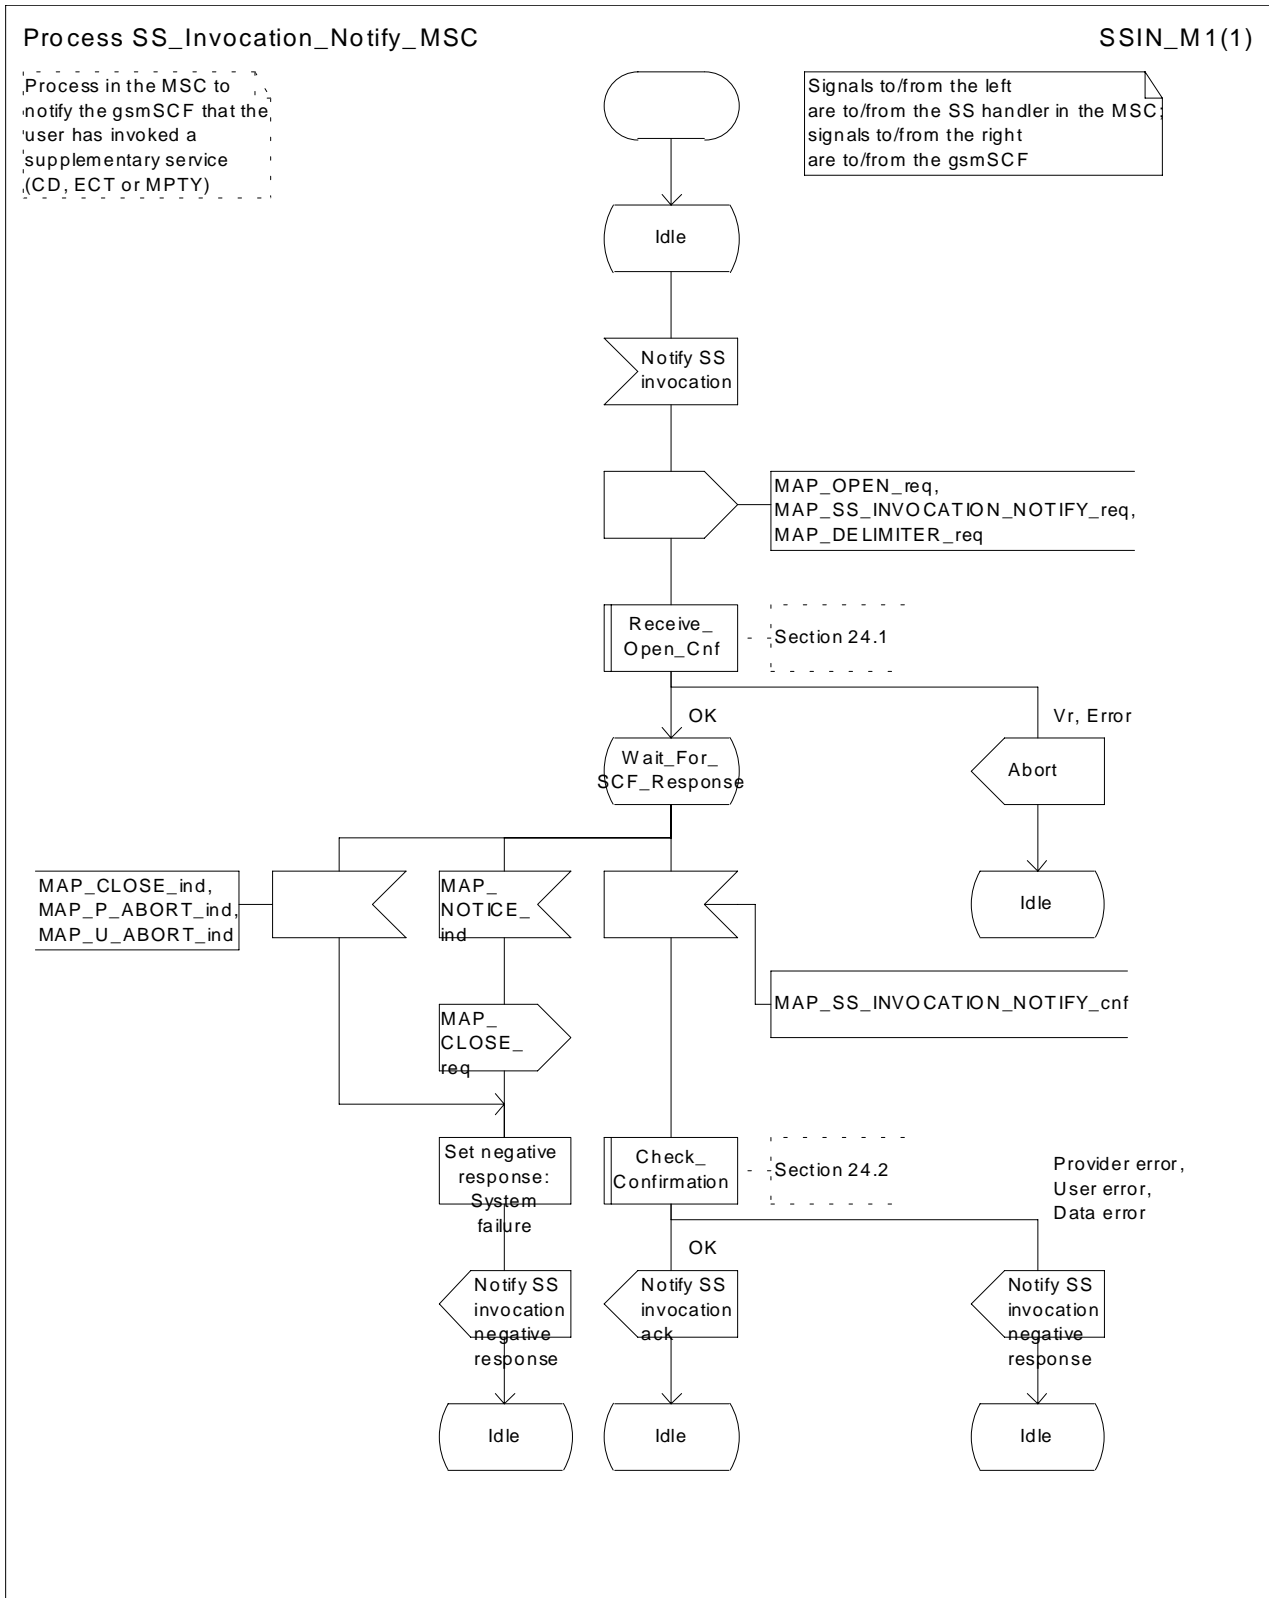 Process SS_Invocation_Notify_MSC
SSIN_M1(1)
Process in the MSC to
notify the gsmSCF that the
user has invoked a
supplementary service
(CD, ECT or MPTY)
Signals to/from the left
are to/from the SS handler in the MSC;
signals to/from the right
are to/from the gsmSCF
Idle
Notify SS
invocation
MAP_OPEN_req,
MAP_SS_INVOCATION_NOTIFY_req,
MAP_DELIMITER_req
Receive_
Open_Cnf
Section 24.1
OK
Vr, Error
Wait_For_
SCF_Response
Abort
MAP_CLOSE_ind,
MAP_P_ABORT_ind,
MAP_U_ABORT_ind
MAP_
NOTICE_
ind
Idle
MAP_SS_INVOCATION_NOTIFY_cnf
MAP_
CLOSE_
req
Set negative
response:
System
failure
Check_
Confirmation
Section 24.2
Provider error,
User error,
Data error
OK
Notify SS
invocation
negative
response
Notify SS
invocation
ack
Notify SS
invocation
negative
response
Idle
Idle
Idle